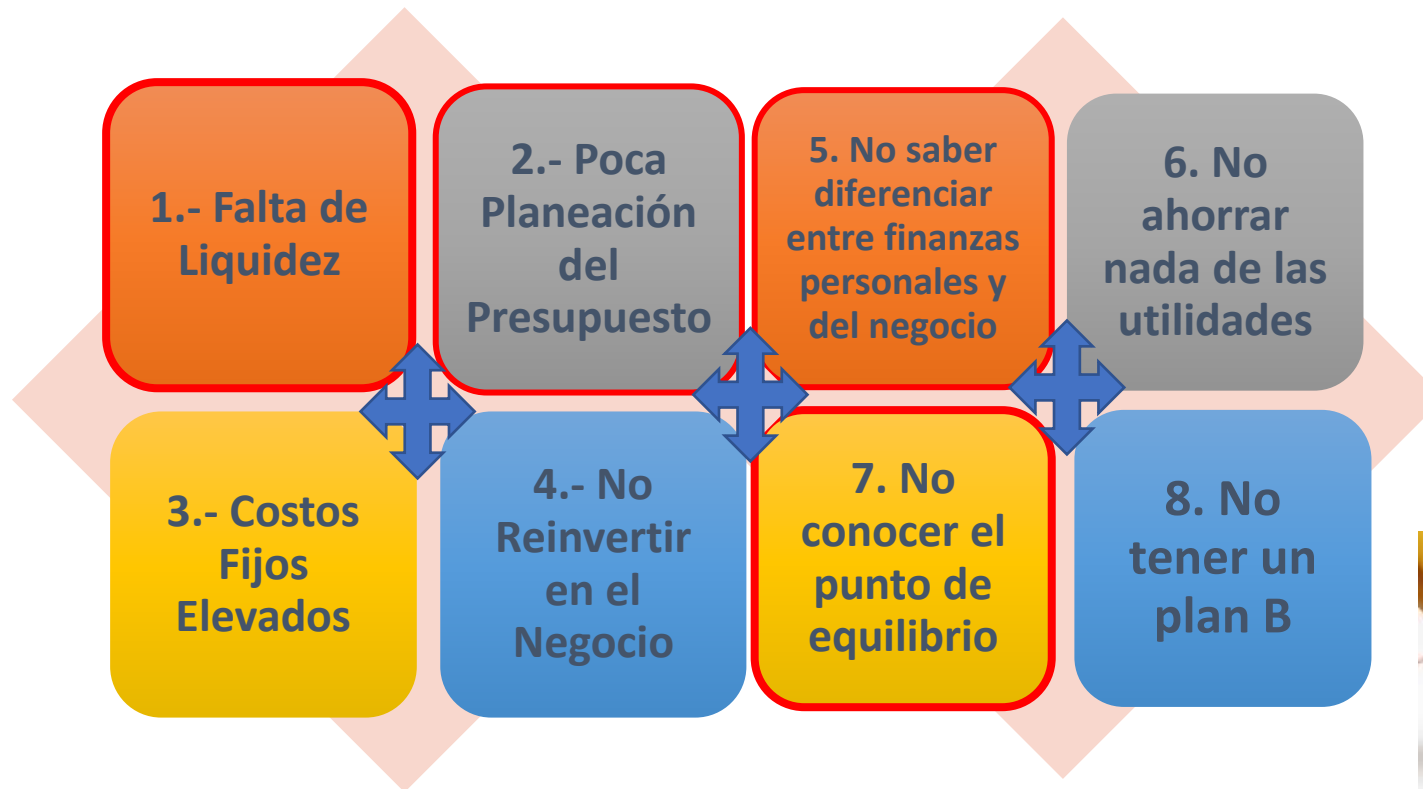 1.- Falta de
Liquidez
2.- Poca
Planeación
del
Presupuesto
3.- Costos
Fijos
Elevados
4.- No
Reinvertir
en el
Negocio
5. No saber
diferenciar
entre finanzas
personales y
del negocio
6. No
ahorrar
nada de las
utilidades
7. No
conocer el
punto de
equilibrio
8. No
tener un
plan B